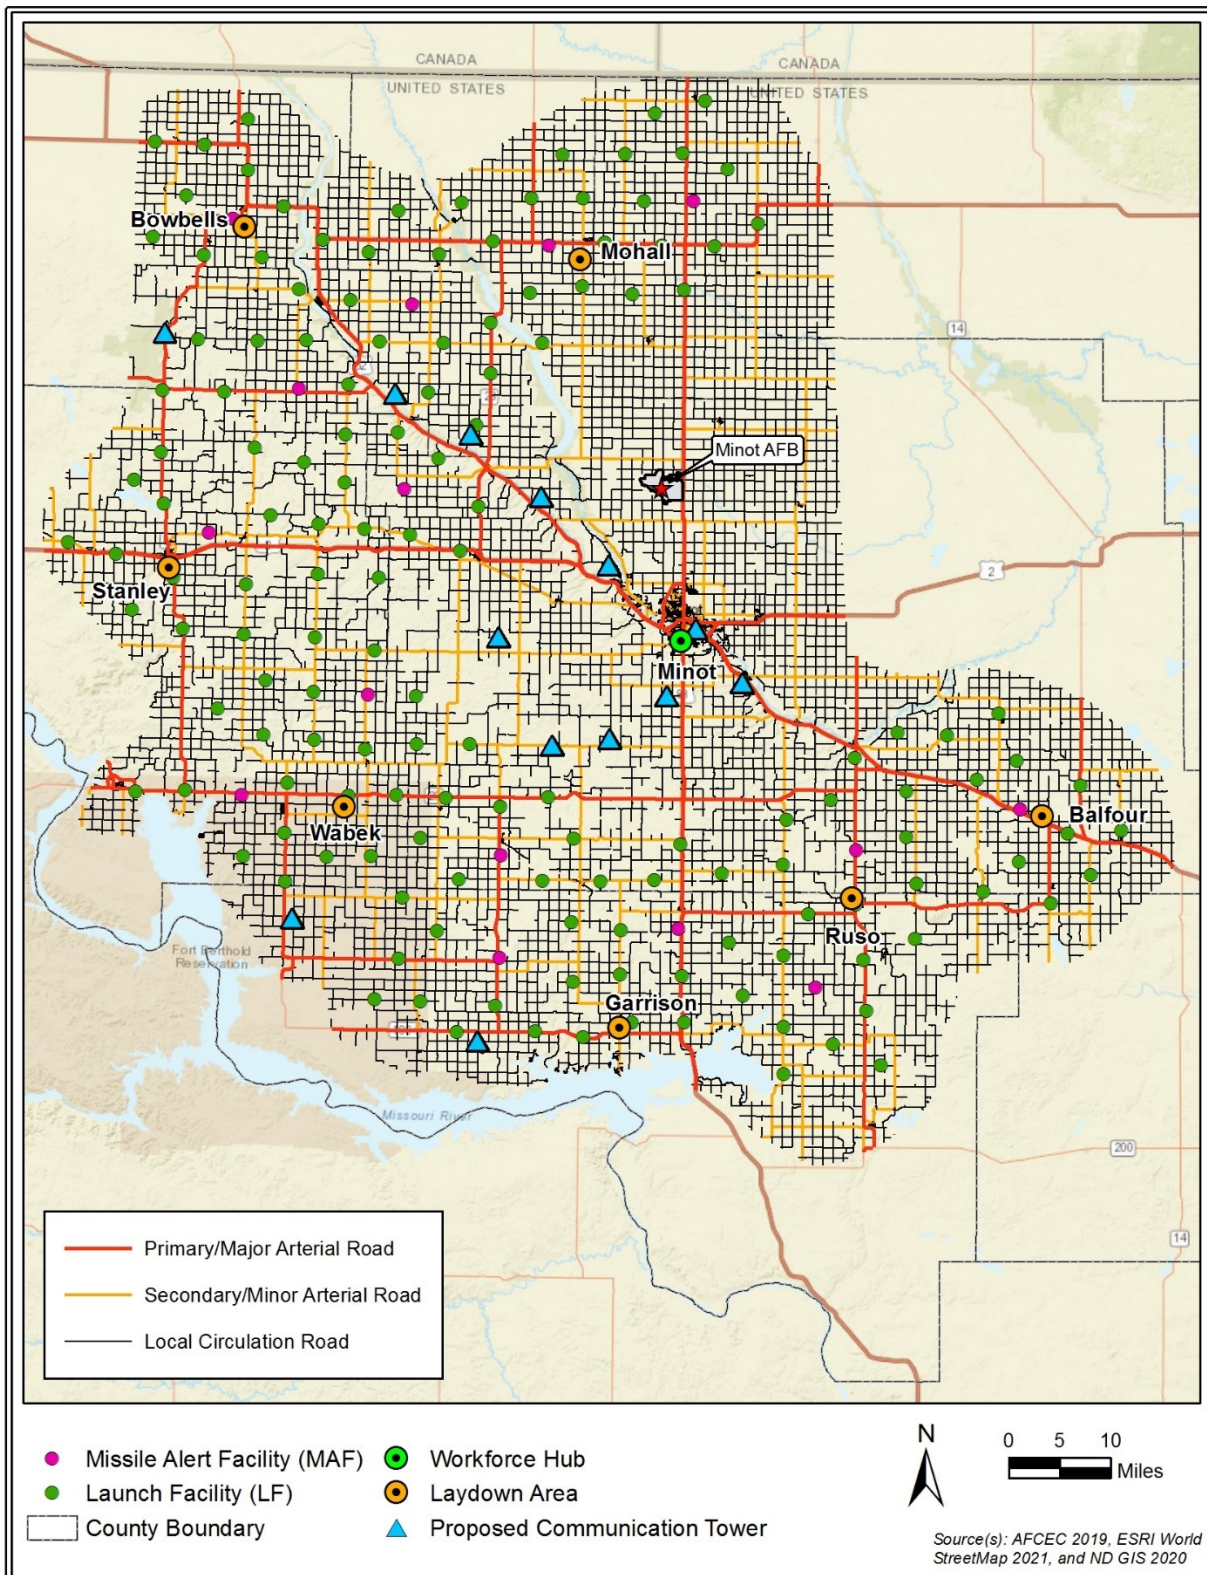 CANADA
UNITED STATES
CANADA
UNITED STATES
Bowbells
Mohall
14
Minot AFB
2
Stanley
Minot
Wabek
Balfour
Ruso
Fort Berthold
Reservation
Garrison
Missouri River
200
14
Primary/Major Arterial Road
Secondary/Minor Arterial Road
Local Circulation Road
Missile Alert Facility (MAF)
Launch Facility (LF)
County Boundary
Workforce Hub
Laydown Area
Proposed Communication Tower
N
0 5 10
Miles
Source(s): AFCEC 2019, ESRI World
StreetMap 2021, and ND GIS 2020